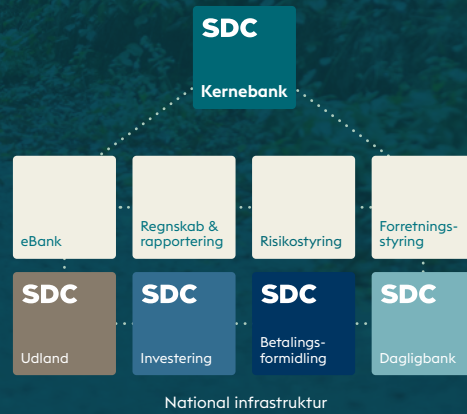 SDC
Kernebank
eBank
Regnskab &
rapportering
Risikostyring
Forretnings-
styring
SDC
Udland
SDC
Investering
SDC
Betalings-
formidling
SDC
Dagligbank
National infrastruktur